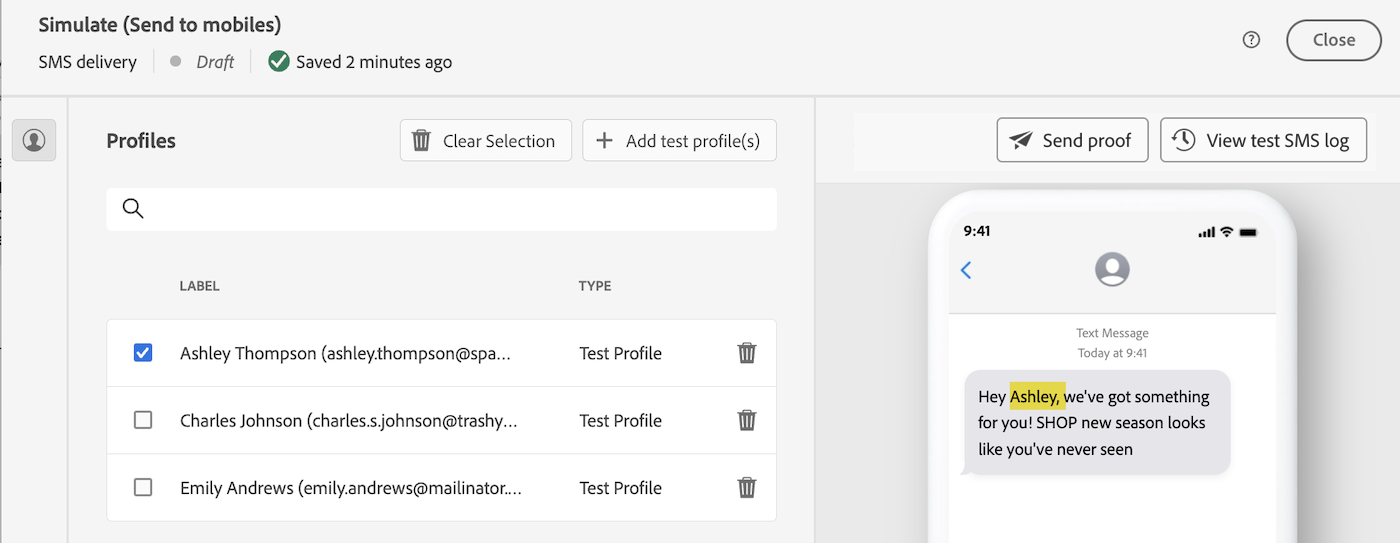 Simulate (Send to mobiles)
SMS delivery Draft Saved 2 minutes ago
Close
Profiles
Clear Selection
Add test profile(s)
LABEL TYPE
Ashley Thompson (ashley.thompson@spa... Test Profile
Charles Johnson (charles.s.johnson@trashy... Test Profile
Emily Andrews (emily.andrews@mailinator.... Test Profile
Send proof
View test SMS log
9:41
Text Message
Today at 9:41
Hey Ashley, we've got something
for you! SHOP new season looks
like you've never seen